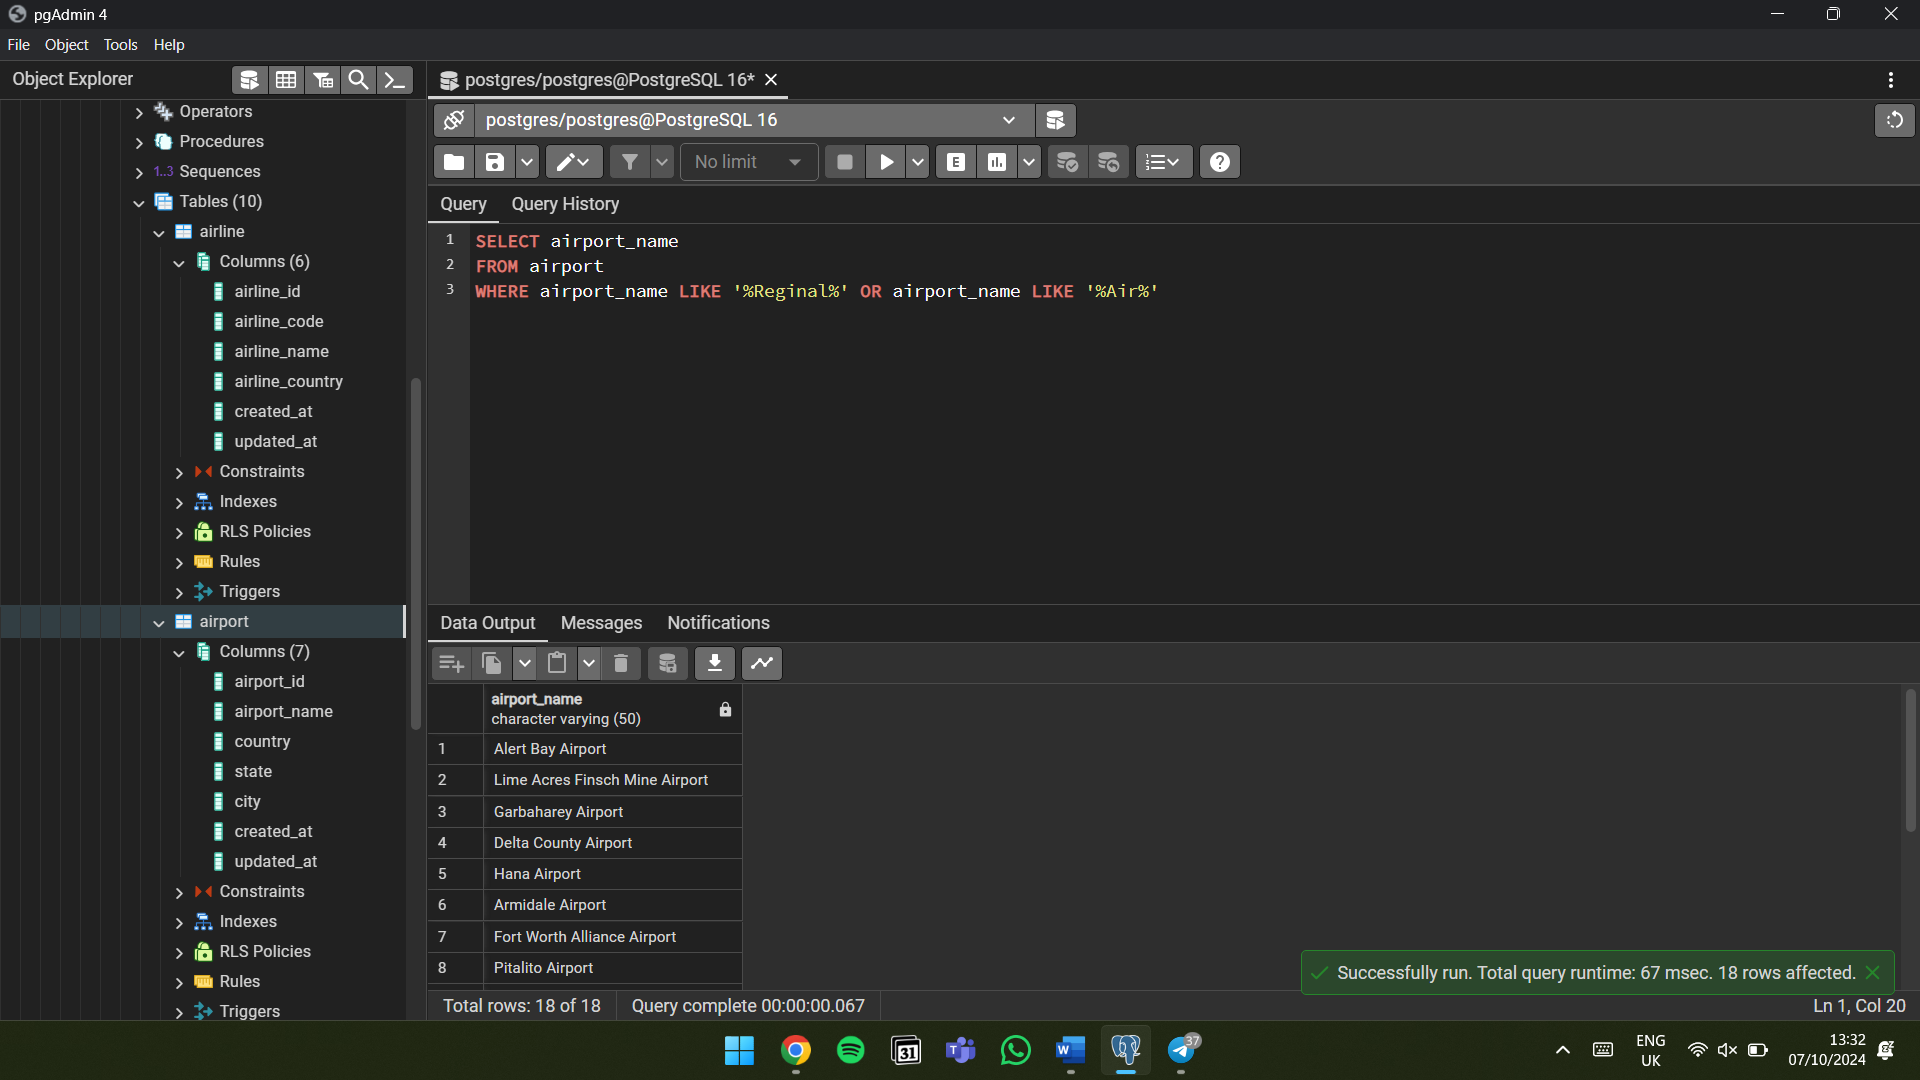 pgAdmin 4
File Object Tools Help
Object Explorer
postgres/postgres@PostgreSQL 16*
Operators
Procedures
1..3 Sequences
Tables (10)
airline
Columns (6)
airline_id
airline_code
airline_name
airline_country
created_at
updated_at
Constraints
Indexes
RLS Policies
Rules
Triggers
airport
Columns (7)
airport_id
airport_name
country
state
city
created_at
updated_at
Constraints
Indexes
RLS Policies
Rules
Triggers
postgres/postgres@PostgreSQL 16
No limit
E
Query Query History
1 SELECT airport_name
2 FROM airport
3 WHERE airport_name LIKE '%Reginal%' OR airport_name LIKE '%Air%'
Data Output Messages Notifications
airport_name
character varying (50)
1 Alert Bay Airport
2 Lime Acres Finsch Mine Airport
3 Garbaharey Airport
4 Delta County Airport
5 Hana Airport
6 Armidale Airport
7 Fort Worth Alliance Airport
8 Pitalito Airport
Successfully run. Total query runtime: 67 msec. 18 rows affected.
Total rows: 18 of 18 Query complete 00:00:00.067 Ln 1, Col 20
31
T
W
37
ENG
UK
13:32
07/10/2024